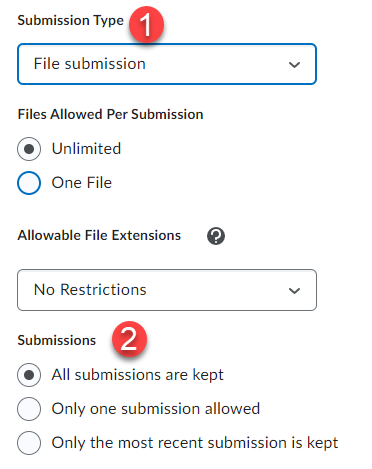 Submission Type 1
File submission
Files Allowed Per Submission
Unlimited
One File
Allowable File Extensions ?
No Restrictions
Submissions 2
All submissions are kept
Only one submission allowed
Only the most recent submission is kept